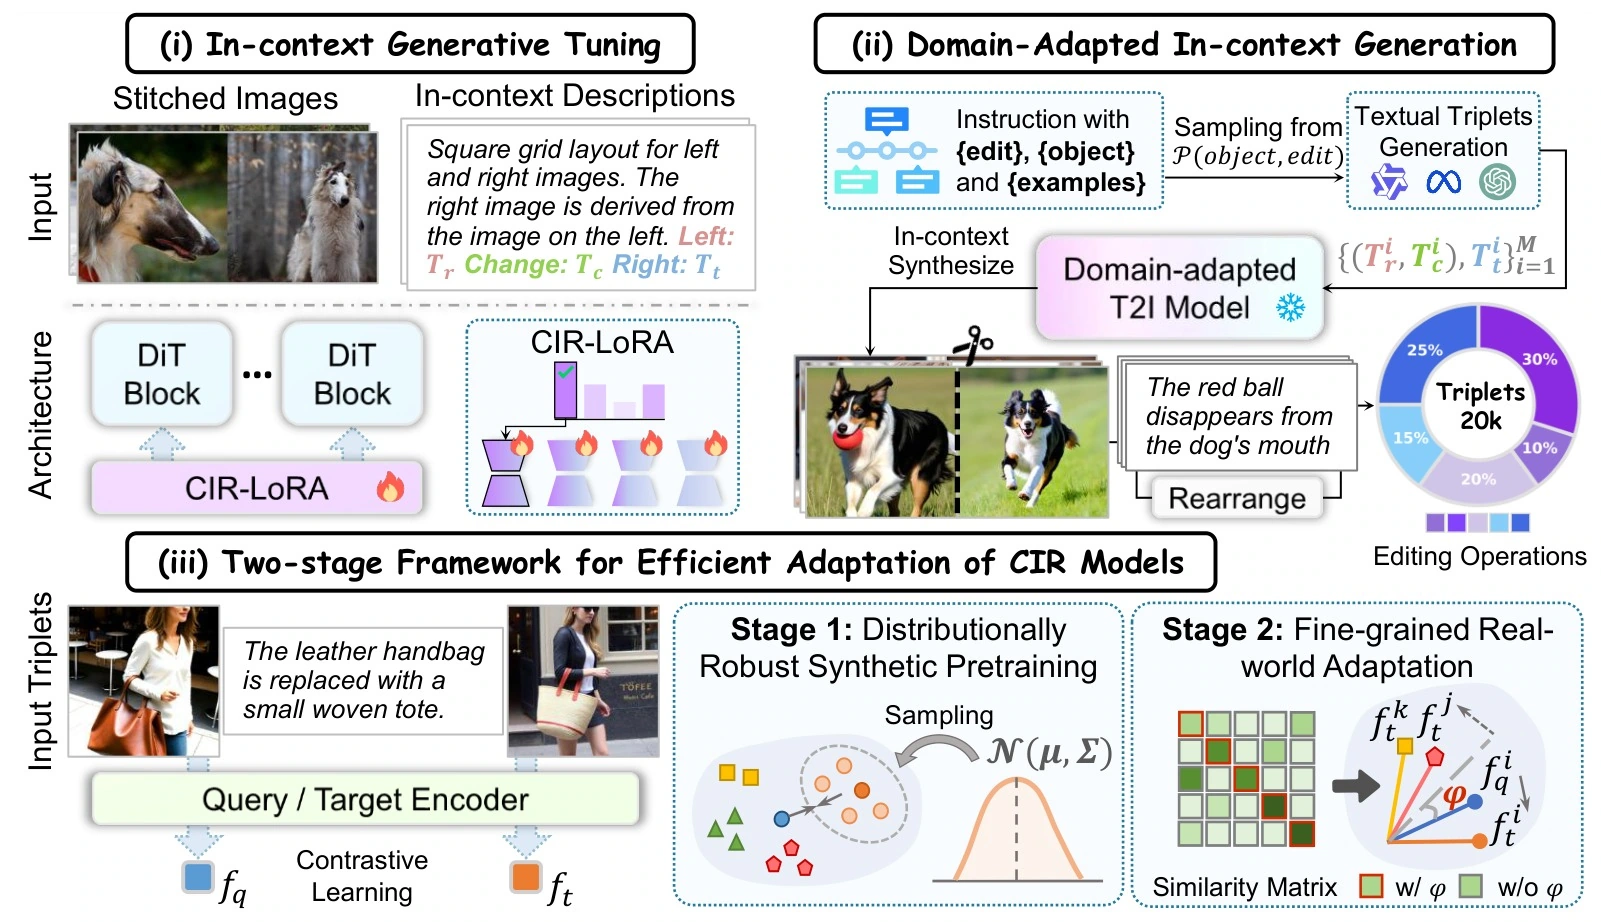 (i) In-context Generative Tuning
Stitched Images
In-context Descriptions
Input
Square grid layout for left
and right images. The
right image is derived from
the image on the left. Left:
T_r Change: T_c Right: T_t
Architecture
DiT
Block
...
DiT
Block
CIR-LoRA
CIR-LoRA
(ii) Domain-Adapted In-context Generation
Instruction with
{edit}, {object}
and {examples}
Sampling from
𝒫(object, edit)
Textual Triplets
Generation
In-context
Synthesize
Domain-adapted
T2I Model
{(T_r^i, T_c^i), T_t^i}_{i=1}^M
The red ball
disappears from
the dog's mouth
Rearrange
25%
30%
15%
10%
20%
Triplets
20k
Editing Operations
(iii) Two-stage Framework for Efficient Adaptation of CIR Models
Input Triplets
The leather handbag
is replaced with a
small woven tote.
TOFEE
Query / Target Encoder
f_q
Contrastive
Learning
f_t
Stage 1: Distributionally
Robust Synthetic Pretraining
Sampling
𝒩(μ, Σ)
Stage 2: Fine-grained Real-
world Adaptation
f_t^k f_t^j
f_q^i
φ
f_t^i
Similarity Matrix
w/ φ
w/o φ